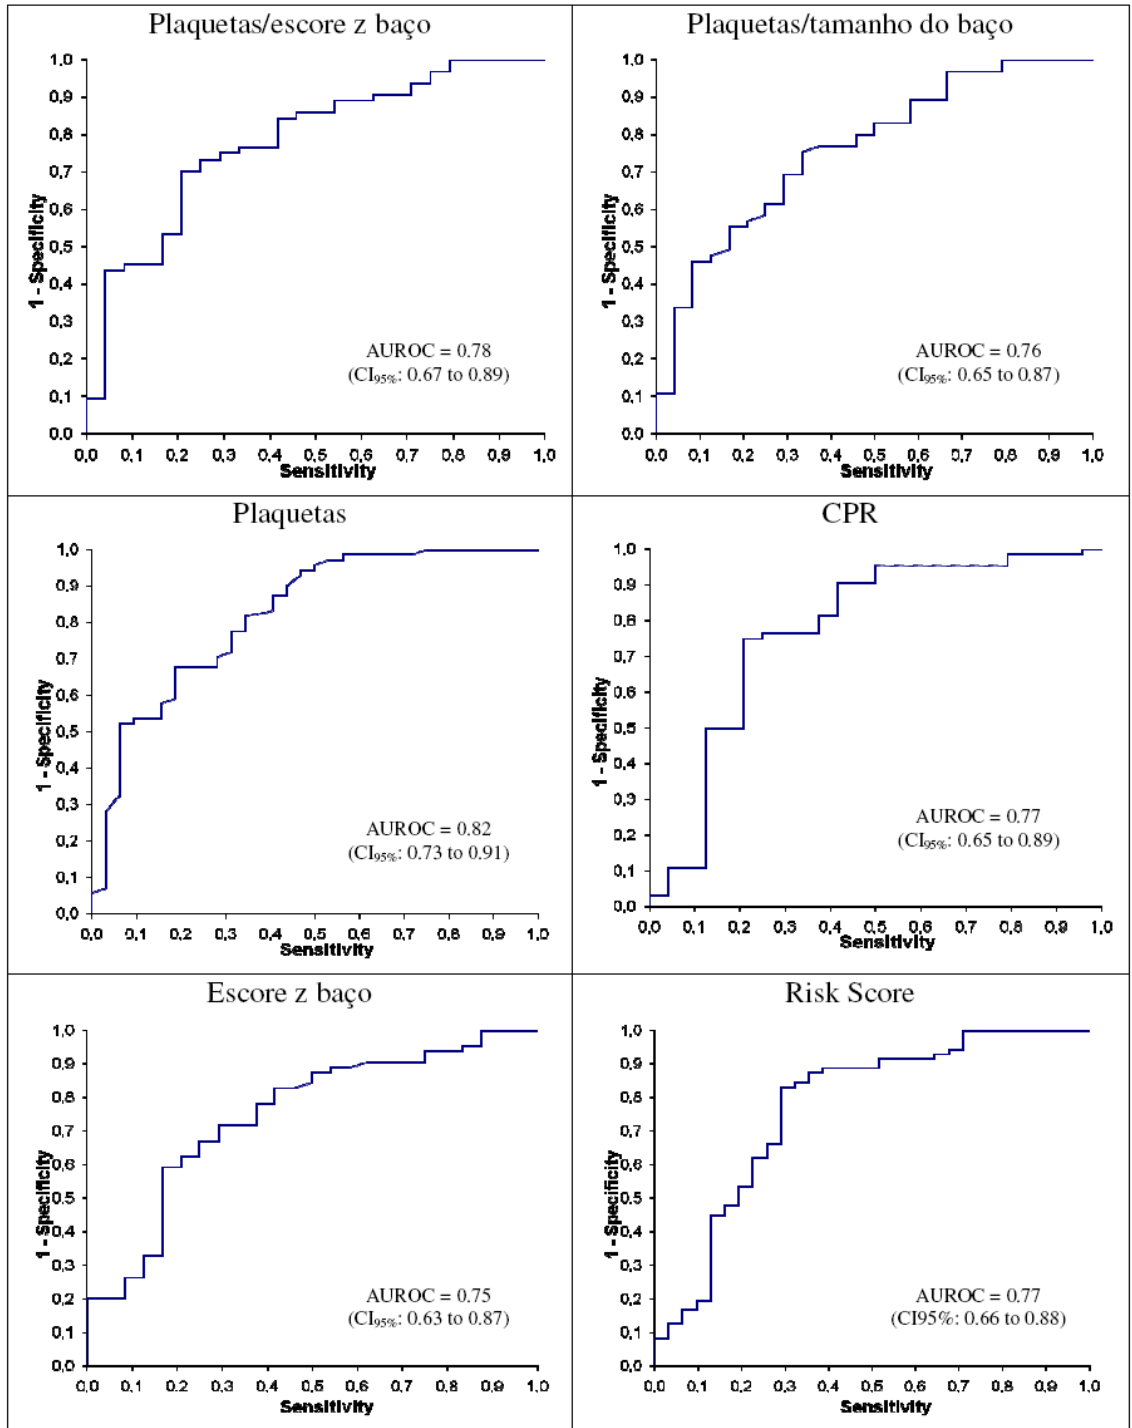 Plaquetas/escore z baço
1,0
0,9
0,8
0,7
0,6
0,5
0,4
0,3
0,2
0,1
0,0
1 - Specificity
AUROC = 0.78
(CI95%: 0.67 to 0.89)
0,0 0,1 0,2 0,3 0,4 0,5 0,6 0,7 0,8 0,9 1,0
Sensitivity
Plaquetas/tamanho do baço
1,0
0,9
0,8
0,7
0,6
0,5
0,4
0,3
0,2
0,1
0,0
1 - Specificity
AUROC = 0.76
(CI95%: 0.65 to 0.87)
0,0 0,1 0,2 0,3 0,4 0,5 0,6 0,7 0,8 0,9 1,0
Sensitivity
Plaquetas
1,0
0,9
0,8
0,7
0,6
0,5
0,4
0,3
0,2
0,1
0,0
1 - Specificity
AUROC = 0.82
(CI95%: 0.73 to 0.91)
0,0 0,1 0,2 0,3 0,4 0,5 0,6 0,7 0,8 0,9 1,0
Sensitivity
CPR
1,0
0,9
0,8
0,7
0,6
0,5
0,4
0,3
0,2
0,1
0,0
1 - Specificity
AUROC = 0.77
(CI95%: 0.65 to 0.89)
0,0 0,1 0,2 0,3 0,4 0,5 0,6 0,7 0,8 0,9 1,0
Sensitivity
Escore z baço
1,0
0,9
0,8
0,7
0,6
0,5
0,4
0,3
0,2
0,1
0,0
1 - Specificity
AUROC = 0.75
(CI95%: 0.63 to 0.87)
0,0 0,1 0,2 0,3 0,4 0,5 0,6 0,7 0,8 0,9 1,0
Sensitivity
Risk Score
1,0
0,9
0,8
0,7
0,6
0,5
0,4
0,3
0,2
0,1
0,0
1 - Specificity
AUROC = 0.77
(CI95%: 0.66 to 0.88)
0,0 0,1 0,2 0,3 0,4 0,5 0,6 0,7 0,8 0,9 1,0
Sensitivity